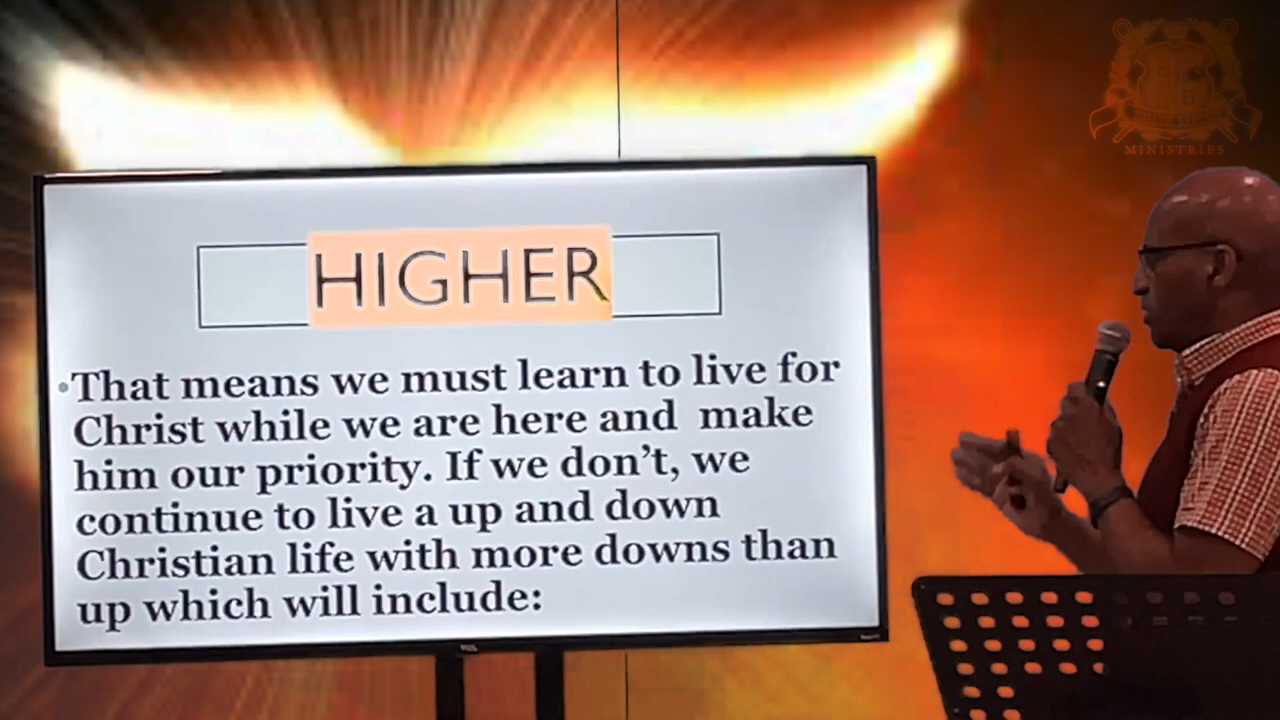 MINISTRIES
HIGHER
•That means we must learn to live for
Christ while we are here and make
him our priority. If we don't, we
continue to live a up and down
Christian life with more downs than
up which will include:
TCL